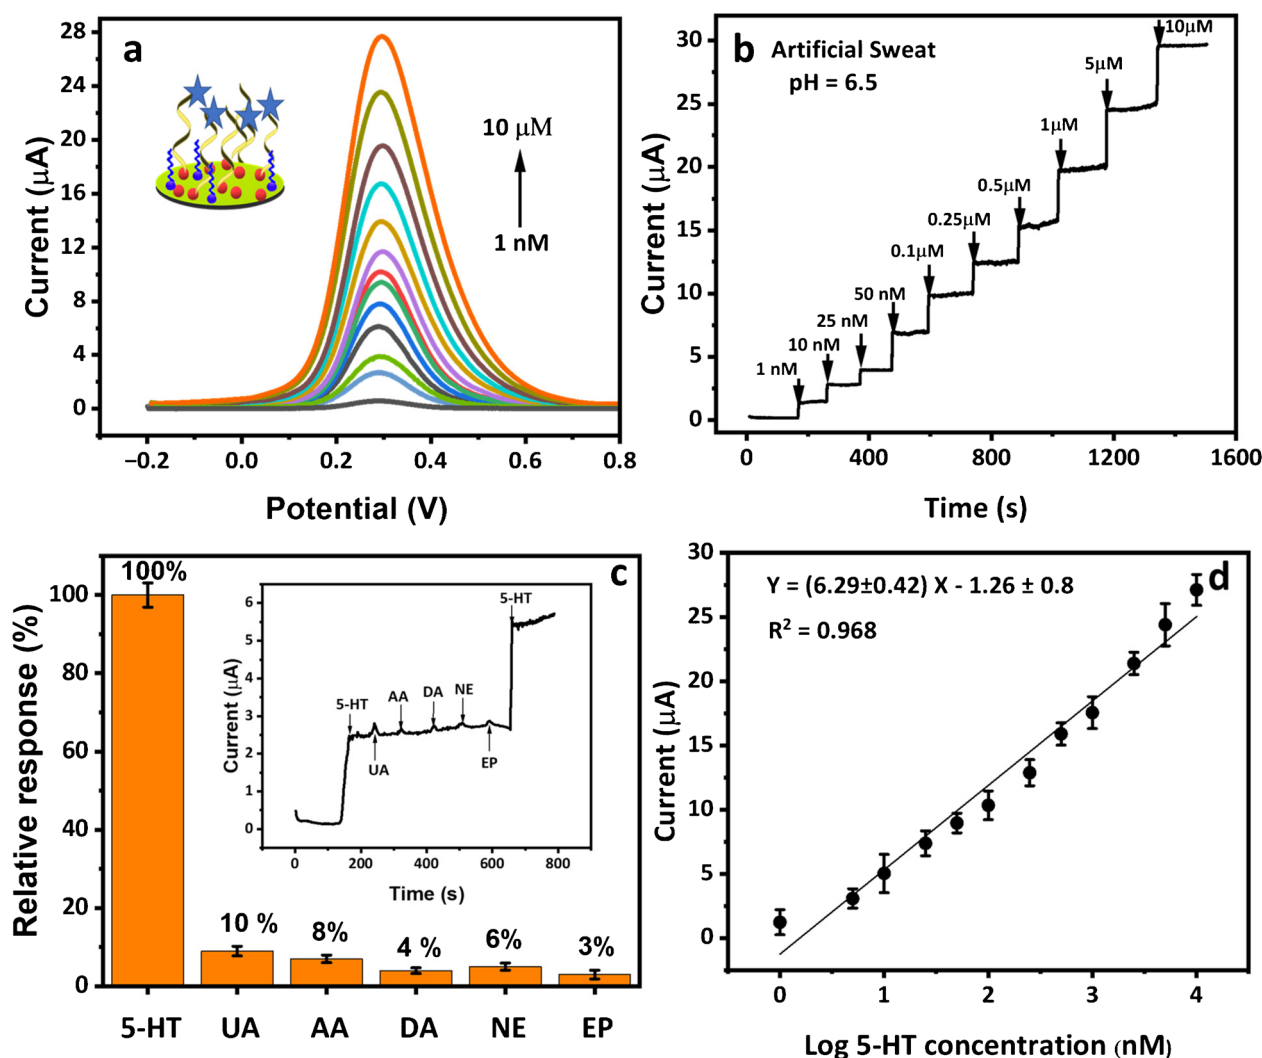 a
28
24
20
16
12
8
4
0
Current (μA)
10 μM
1 nM
−0.2
0.0
0.2
0.4
0.6
0.8
Potential (V)
b
Artificial Sweat
pH = 6.5
30
25
20
15
10
5
0
Current (μA)
1 nM
10 nM
25 nM
50 nM
0.1μM
0.25μM
0.5μM
1μM
5μM
10μM
0
400
800
1200
1600
Time (s)
c
100
80
60
40
20
0
Relative response (%)
100%
10 %
8%
4 %
6%
3%
5-HT
UA
AA
DA
NE
EP
6
5
4
3
2
1
0
Current (μA)
5-HT
UA
AA
DA
NE
EP
5-HT
0
200
400
600
800
Time (s)
d
Y = (6.29±0.42) X - 1.26 ± 0.8
R² = 0.968
30
25
20
15
10
5
0
Current (μA)
0
1
2
3
4
Log 5-HT concentration (nM)